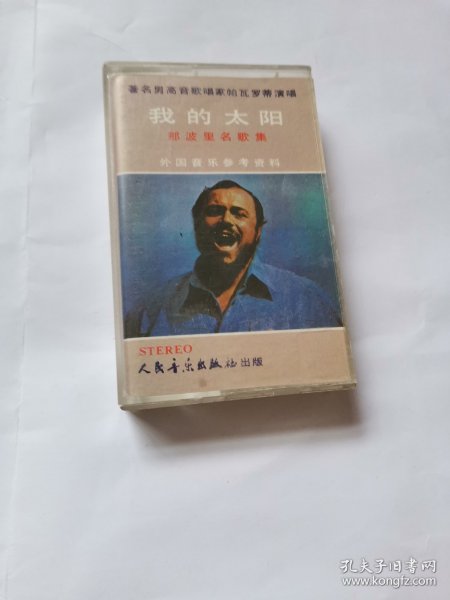 著名男高音歌唱家帕瓦罗蒂演唱
我的太阳
那波里名歌集
外国音乐参考资料
STEREO
人民音乐出版社出版
孔夫子旧书网
www.kongfz.com